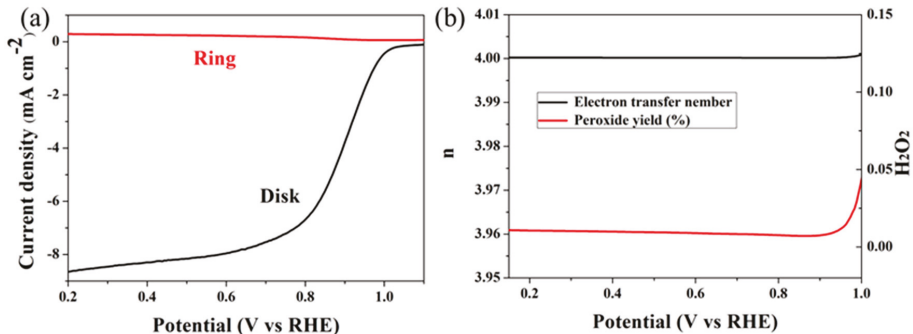 (a)
Current density (mA cm-2)
0
-2
-4
-6
-8
Ring
Disk
0.2 0.4 0.6 0.8 1.0
Potential (V vs RHE)
(b)
n
4.01
4.00
3.99
3.98
3.97
3.96
3.95
Electron transfer nember
Peroxide yield (%)
0.15
0.10
0.05
0.00
H2O2
0.2 0.4 0.6 0.8 1.0
Potential (V vs RHE)